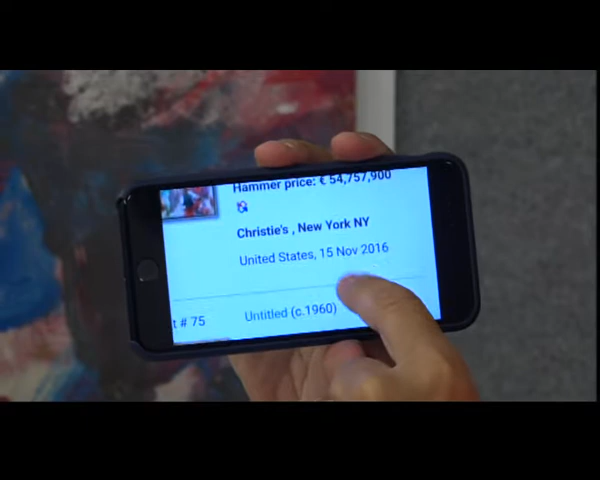 Hammer price: € 54,757,900
Christie's , New York NY
United States, 15 Nov 2016
t # 75
Untitled (c.1960)